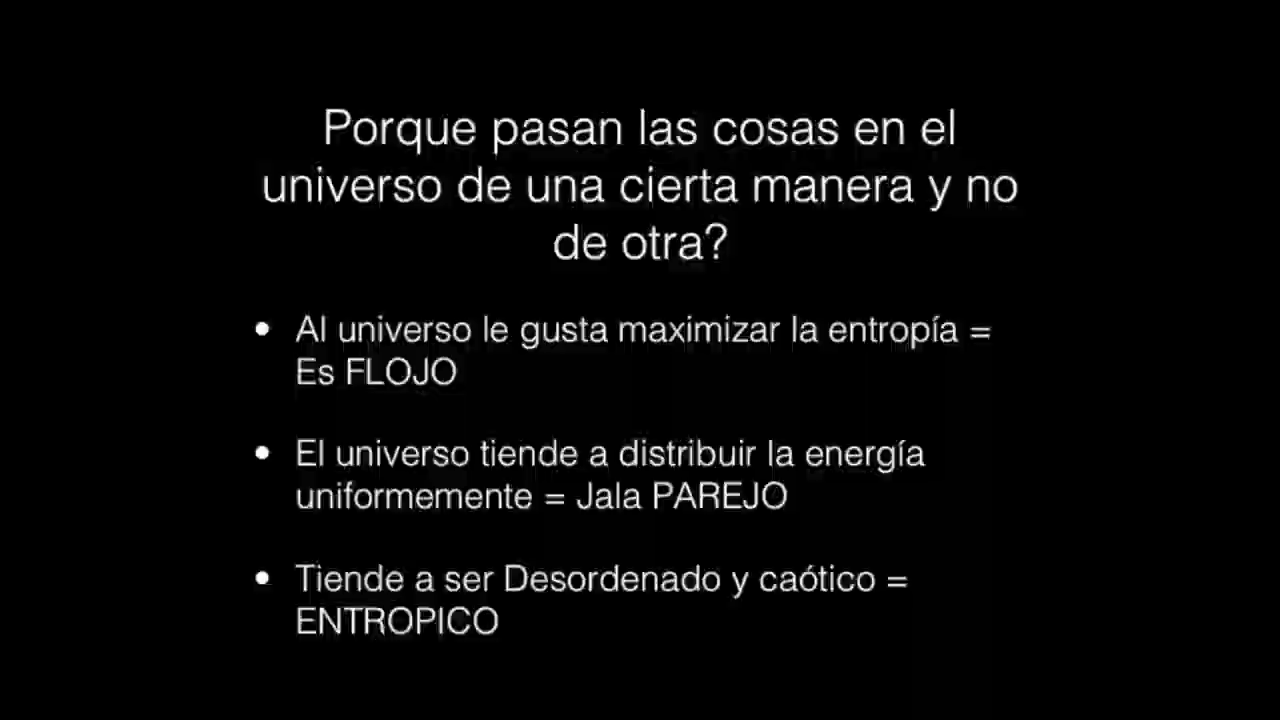 Porque pasan las cosas en el
universo de una cierta manera y no
de otra?
• Al universo le gusta maximizar la entropía =
Es FLOJO
• El universo tiende a distribuir la energía
uniformemente = Jala PAREJO
• Tiende a ser Desordenado y caótico =
ENTROPICO